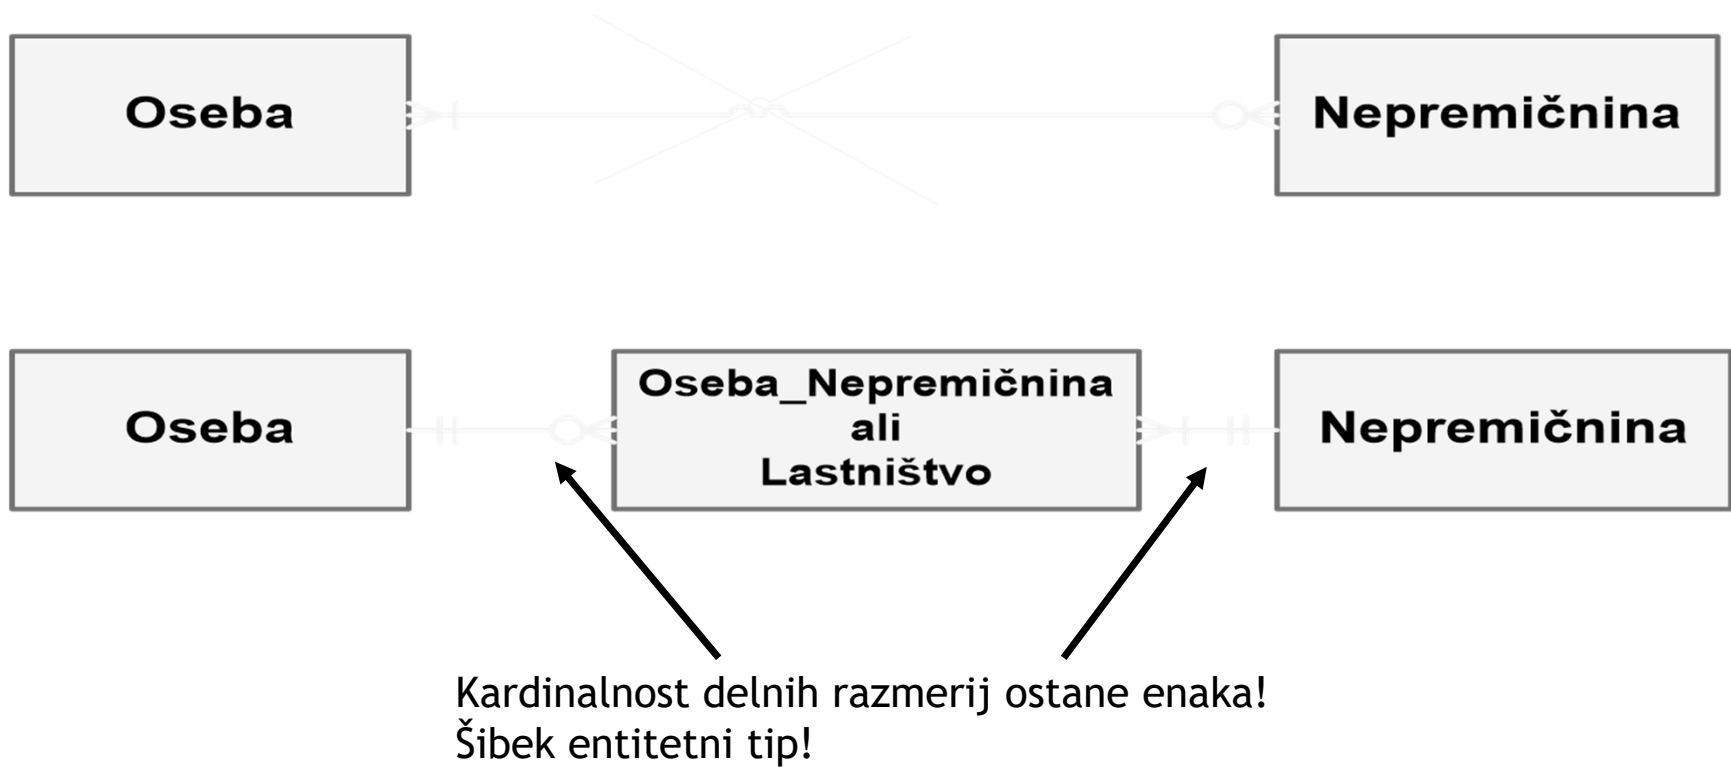 Oseba
Nepremičnina
Oseba
Oseba_Nepremičnina
ali
Lastništvo
Nepremičnina
Kardinalnost delnih razmerij ostane enaka!
Šibek entitetni tip!